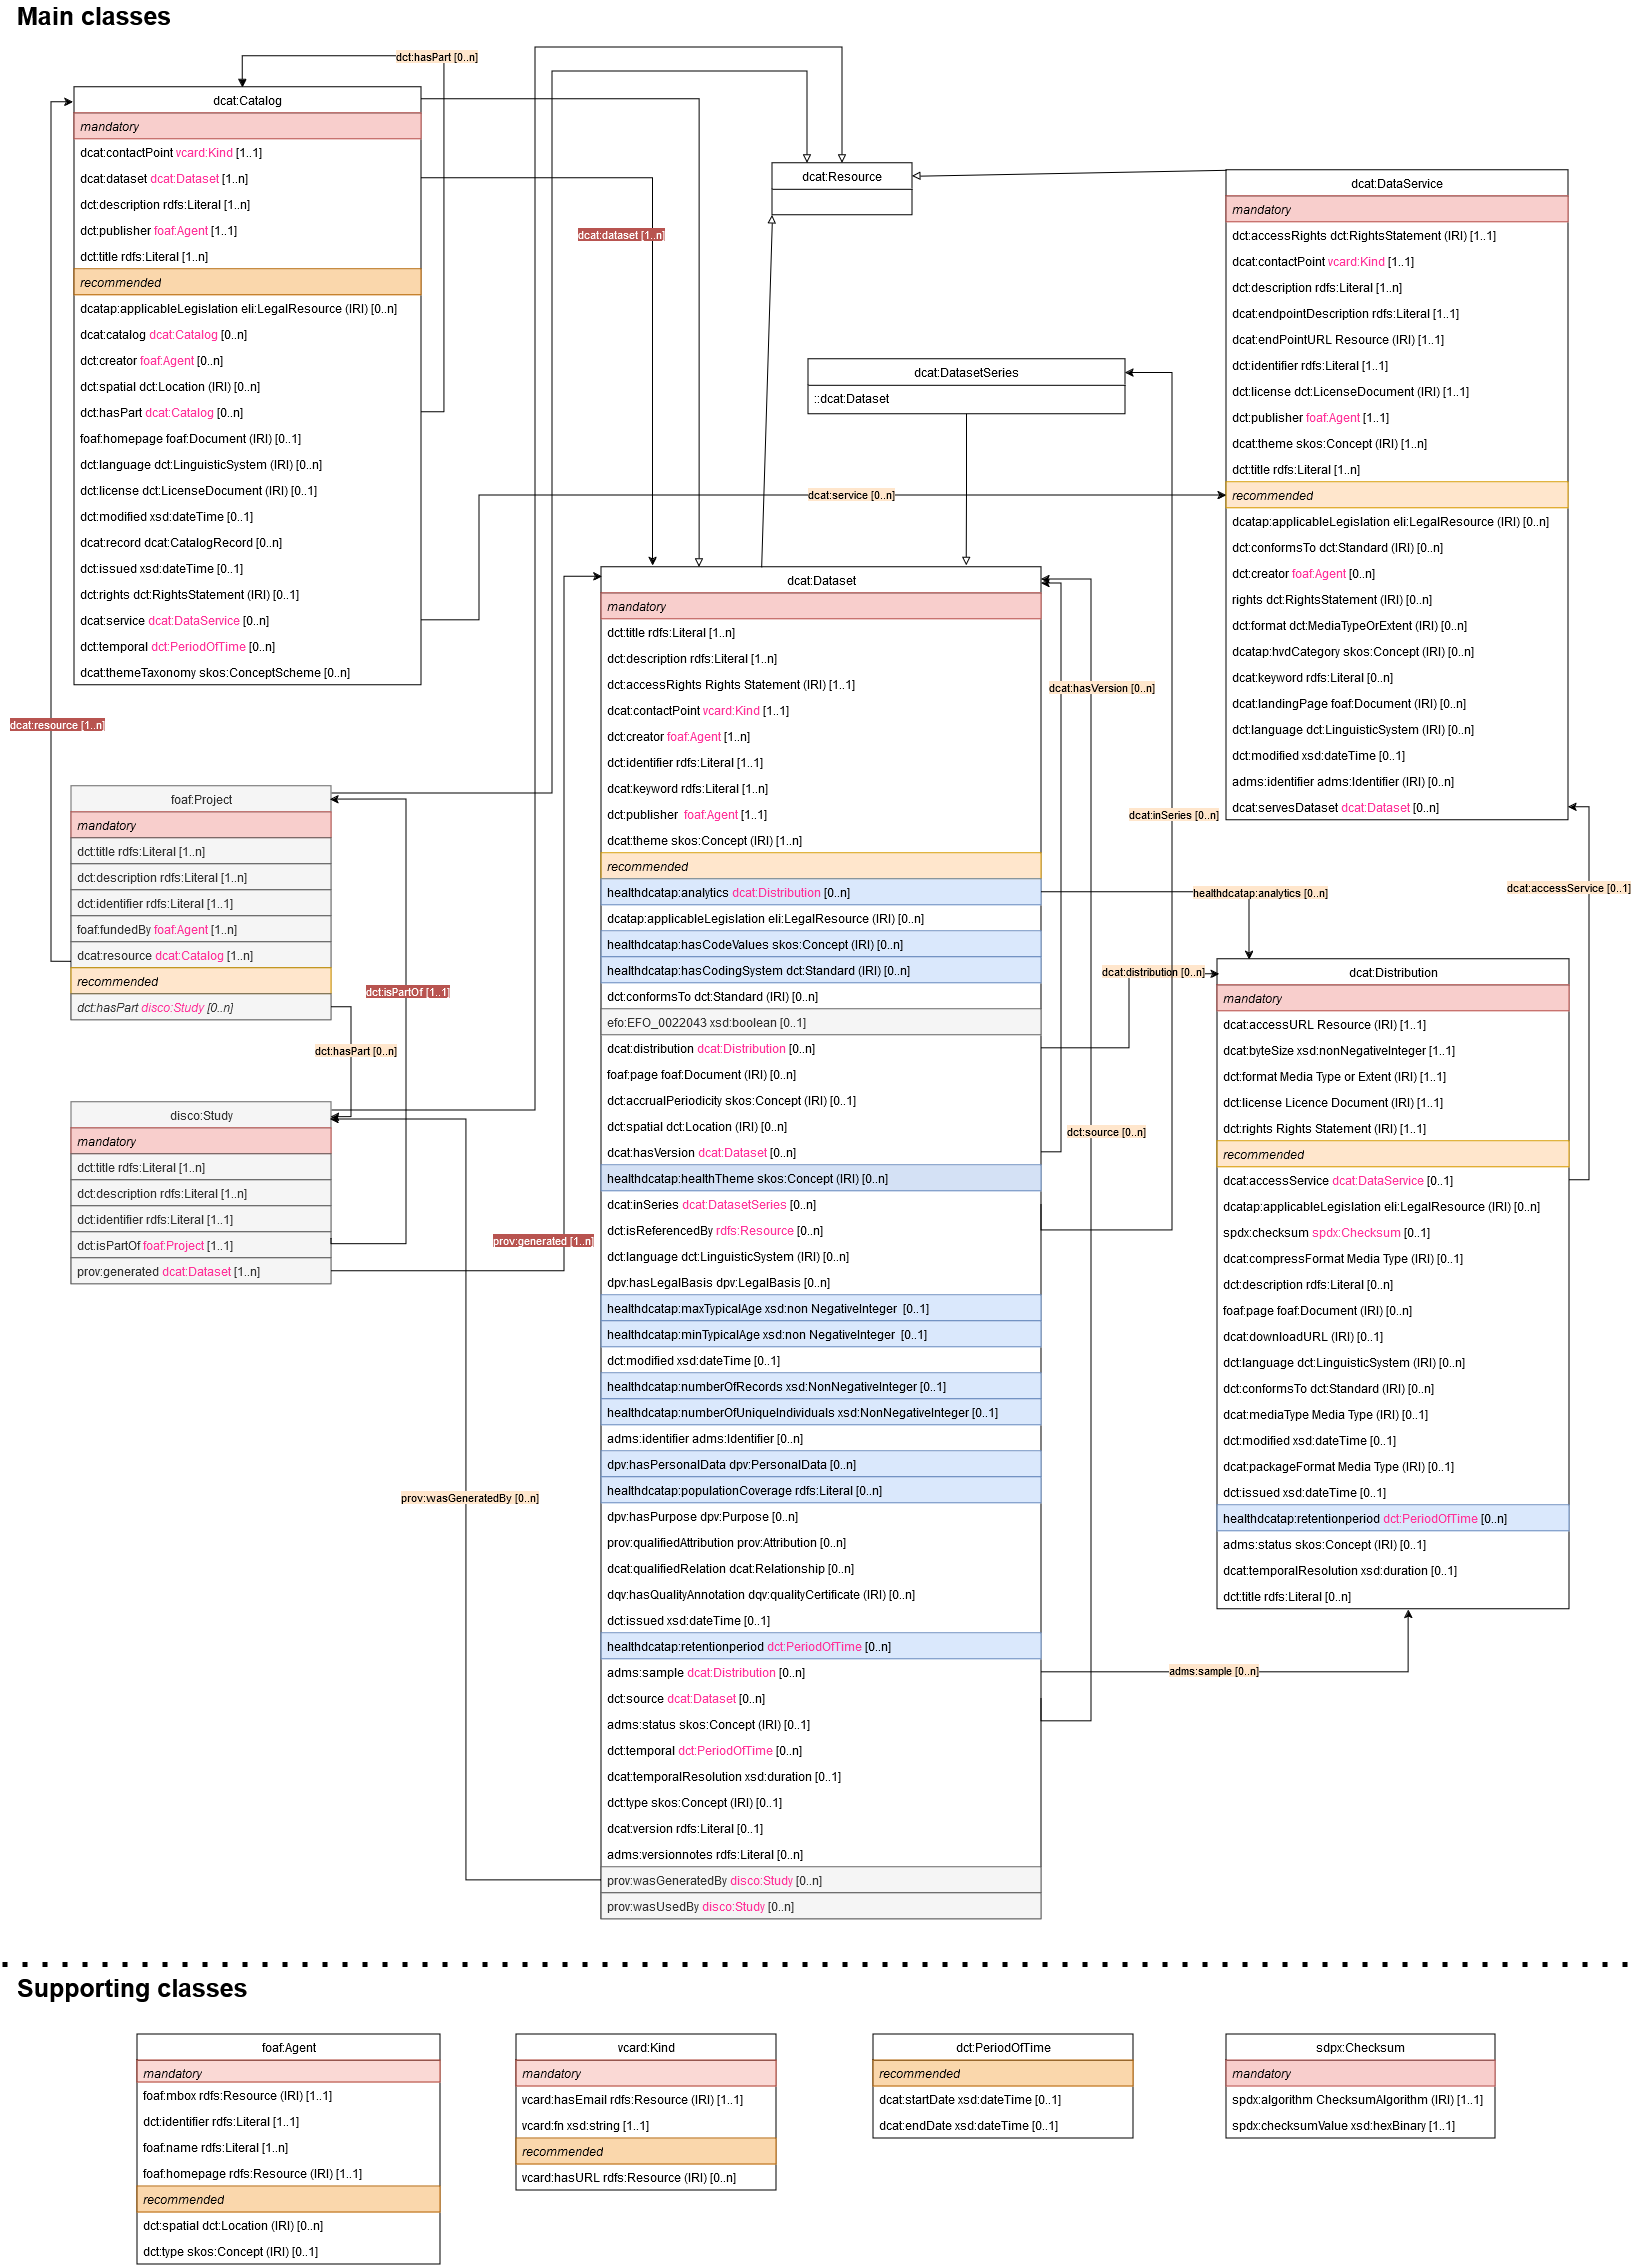 Main classes
dct:hasPart [0..n]
dcat:Catalog
mandatory
dcat:contactPoint vcard:Kind [1..1]
dcat:dataset dcat:Dataset [1..n]
dct:description rdfs:Literal [1..n]
dct:publisher foaf:Agent [1..1]
dct:title rdfs:Literal [1..n]
recommended
dcatap:applicableLegislation eli:LegalResource (IRI) [0..n]
dcat:catalog dcat:Catalog [0..n]
dct:creator foaf:Agent [0..n]
dct:spatial dct:Location (IRI) [0..n]
dct:hasPart dcat:Catalog [0..n]
foaf:homepage foaf:Document (IRI) [0..1]
dct:language dct:LinguisticSystem (IRI) [0..n]
dct:license dct:LicenseDocument (IRI) [0..1]
dct:modified xsd:dateTime [0..1]
dcat:record dcat:CatalogRecord [0..n]
dct:issued xsd:dateTime [0..1]
dct:rights dct:RightsStatement (IRI) [0..1]
dcat:service dcat:DataService [0..n]
dct:temporal dct:PeriodOfTime [0..n]
dcat:themeTaxonomy skos:ConceptScheme [0..n]
dcat:resource [1..n]
foaf:Project
mandatory
dct:title rdfs:Literal [1..n]
dct:description rdfs:Literal [1..n]
dct:identifier rdfs:Literal [1..1]
foaf:fundedBy foaf:Agent [1..n]
dcat:resource dcat:Catalog [1..n]
recommended
dct:hasPart disco:Study [0..n]
dct:isPartOf [1..1]
dct:hasPart [0..n]
disco:Study
mandatory
dct:title rdfs:Literal [1..n]
dct:description rdfs:Literal [1..n]
dct:identifier rdfs:Literal [1..1]
dct:isPartOf foaf:Project [1..1]
prov:generated dcat:Dataset [1..n]
prov:generated [1..n]
prov:wasGeneratedBy [0..n]
dcat:Resource
dcat:dataset [1..n]
dcat:DatasetSeries
::dcat:Dataset
dcat:service [0..n]
dcat:Dataset
mandatory
dct:title rdfs:Literal [1..n]
dct:description rdfs:Literal [1..n]
dct:accessRights Rights Statement (IRI) [1..1]
dcat:contactPoint vcard:Kind [1..1]
dct:creator foaf:Agent [1..n]
dct:identifier rdfs:Literal [1..1]
dcat:keyword rdfs:Literal [1..n]
dct:publisher foaf:Agent [1..1]
dcat:theme skos:Concept (IRI) [1..n]
recommended
healthdcatap:analytics dcat:Distribution [0..n]
dcatap:applicableLegislation eli:LegalResource (IRI) [0..n]
healthdcatap:hasCodeValues skos:Concept (IRI) [0..n]
healthdcatap:hasCodingSystem dct:Standard (IRI) [0..n]
dct:conformsTo dct:Standard (IRI) [0..n]
efo:EFO_0022043 xsd:boolean [0..1]
dcat:distribution dcat:Distribution [0..n]
foaf:page foaf:Document (IRI) [0..n]
dct:accrualPeriodicity skos:Concept (IRI) [0..1]
dct:spatial dct:Location (IRI) [0..n]
dcat:hasVersion dcat:Dataset [0..n]
healthdcatap:healthTheme skos:Concept (IRI) [0..n]
dcat:inSeries dcat:DatasetSeries [0..n]
dct:isReferencedBy rdfs:Resource [0..n]
dct:language dct:LinguisticSystem (IRI) [0..n]
dpv:hasLegalBasis dpv:LegalBasis [0..n]
healthdcatap:maxTypicalAge xsd:non NegativeInteger [0..1]
healthdcatap:minTypicalAge xsd:non NegativeInteger [0..1]
dct:modified xsd:dateTime [0..1]
healthdcatap:numberOfRecords xsd:NonNegativeInteger [0..1]
healthdcatap:numberOfUniqueIndividuals xsd:NonNegativeInteger [0..1]
adms:identifier adms:Identifier [0..n]
dpv:hasPersonalData dpv:PersonalData [0..n]
healthdcatap:populationCoverage rdfs:Literal [0..n]
dpv:hasPurpose dpv:Purpose [0..n]
prov:qualifiedAttribution prov:Attribution [0..n]
dcat:qualifiedRelation dcat:Relationship [0..n]
dqv:hasQualityAnnotation dqv:qualityCertificate (IRI) [0..n]
dct:issued xsd:dateTime [0..1]
healthdcatap:retentionperiod dct:PeriodOfTime [0..n]
adms:sample dcat:Distribution [0..n]
dct:source dcat:Dataset [0..n]
adms:status skos:Concept (IRI) [0..1]
dct:temporal dct:PeriodOfTime [0..n]
dcat:temporalResolution xsd:duration [0..1]
dct:type skos:Concept (IRI) [0..1]
dcat:version rdfs:Literal [0..1]
adms:versionnotes rdfs:Literal [0..n]
prov:wasGeneratedBy disco:Study [0..n]
prov:wasUsedBy disco:Study [0..n]
dcat:hasVersion [0..n]
dcat:inSeries [0..n]
healthdcatap:analytics [0..n]
dcat:distribution [0..n]
dct:source [0..n]
adms:sample [0..n]
dcat:DataService
mandatory
dct:accessRights dct:RightsStatement (IRI) [1..1]
dcat:contactPoint vcard:Kind [1..1]
dct:description rdfs:Literal [1..n]
dcat:endpointDescription rdfs:Literal [1..1]
dcat:endPointURL Resource (IRI) [1..1]
dct:identifier rdfs:Literal [1..1]
dct:license dct:LicenseDocument (IRI) [1..1]
dct:publisher foaf:Agent [1..1]
dcat:theme skos:Concept (IRI) [1..n]
dct:title rdfs:Literal [1..n]
recommended
dcatap:applicableLegislation eli:LegalResource (IRI) [0..n]
dct:conformsTo dct:Standard (IRI) [0..n]
dct:creator foaf:Agent [0..n]
rights dct:RightsStatement (IRI) [0..n]
dct:format dct:MediaTypeOrExtent (IRI) [0..n]
dcatap:hvdCategory skos:Concept (IRI) [0..n]
dcat:keyword rdfs:Literal [0..n]
dcat:landingPage foaf:Document (IRI) [0..n]
dct:language dct:LinguisticSystem (IRI) [0..n]
dct:modified xsd:dateTime [0..1]
adms:identifier adms:Identifier (IRI) [0..n]
dcat:servesDataset dcat:Dataset [0..n]
dcat:accessService [0..1]
dcat:Distribution
mandatory
dcat:accessURL Resource (IRI) [1..1]
dcat:byteSize xsd:nonNegativeInteger [1..1]
dct:format Media Type or Extent (IRI) [1..1]
dct:license Licence Document (IRI) [1..1]
dct:rights Rights Statement (IRI) [1..1]
recommended
dcat:accessService dcat:DataService [0..1]
dcatap:applicableLegislation eli:LegalResource (IRI) [0..n]
spdx:checksum spdx:Checksum [0..1]
dcat:compressFormat Media Type (IRI) [0..1]
dct:description rdfs:Literal [0..n]
foaf:page foaf:Document (IRI) [0..n]
dcat:downloadURL (IRI) [0..1]
dct:language dct:LinguisticSystem (IRI) [0..n]
dct:conformsTo dct:Standard (IRI) [0..n]
dcat:mediaType Media Type (IRI) [0..1]
dct:modified xsd:dateTime [0..1]
dcat:packageFormat Media Type (IRI) [0..1]
dct:issued xsd:dateTime [0..1]
healthdcatap:retentionperiod dct:PeriodOfTime [0..n]
adms:status skos:Concept (IRI) [0..1]
dcat:temporalResolution xsd:duration [0..1]
dct:title rdfs:Literal [0..n]
Supporting classes
foaf:Agent
mandatory
foaf:mbox rdfs:Resource (IRI) [1..1]
dct:identifier rdfs:Literal [1..1]
foaf:name rdfs:Literal [1..n]
foaf:homepage rdfs:Resource (IRI) [1..1]
recommended
dct:spatial dct:Location (IRI) [0..n]
dct:type skos:Concept (IRI) [0..1]
vcard:Kind
mandatory
vcard:hasEmail rdfs:Resource (IRI) [1..1]
vcard:fn xsd:string [1..1]
recommended
vcard:hasURL rdfs:Resource (IRI) [0..n]
dct:PeriodOfTime
recommended
dcat:startDate xsd:dateTime [0..1]
dcat:endDate xsd:dateTime [0..1]
sdpx:Checksum
mandatory
spdx:algorithm ChecksumAlgorithm (IRI) [1..1]
spdx:checksumValue xsd:hexBinary [1..1]